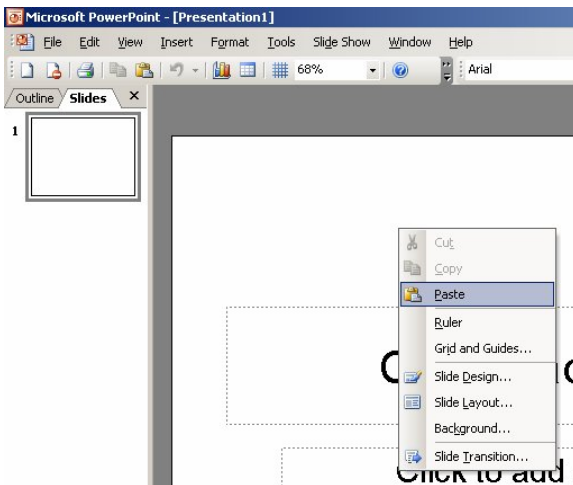 Microsoft PowerPoint - [Presentation1]
File Edit View Insert Format Tools Slide Show Window Help
68% Arial
Outline Slides
1
Cut
Copy
Paste
Ruler
Grid and Guides...
Slide Design...
Slide Layout...
Background...
Slide Transition...
Click to add